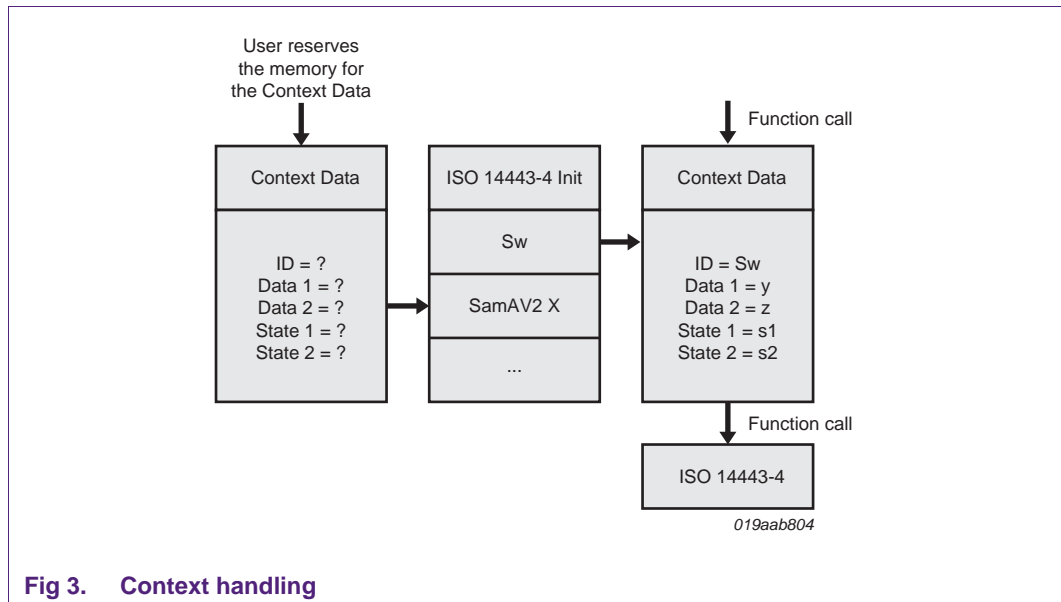 User reserves
the memory for
the Context Data
Context Data
ID = ?
Data 1 = ?
Data 2 = ?
State 1 = ?
State 2 = ?
ISO 14443-4 Init
Sw
SamAV2 X
...
Function call
Context Data
ID = Sw
Data 1 = y
Data 2 = z
State 1 = s1
State 2 = s2
Function call
ISO 14443-4
019aab804
Fig 3. Context handling